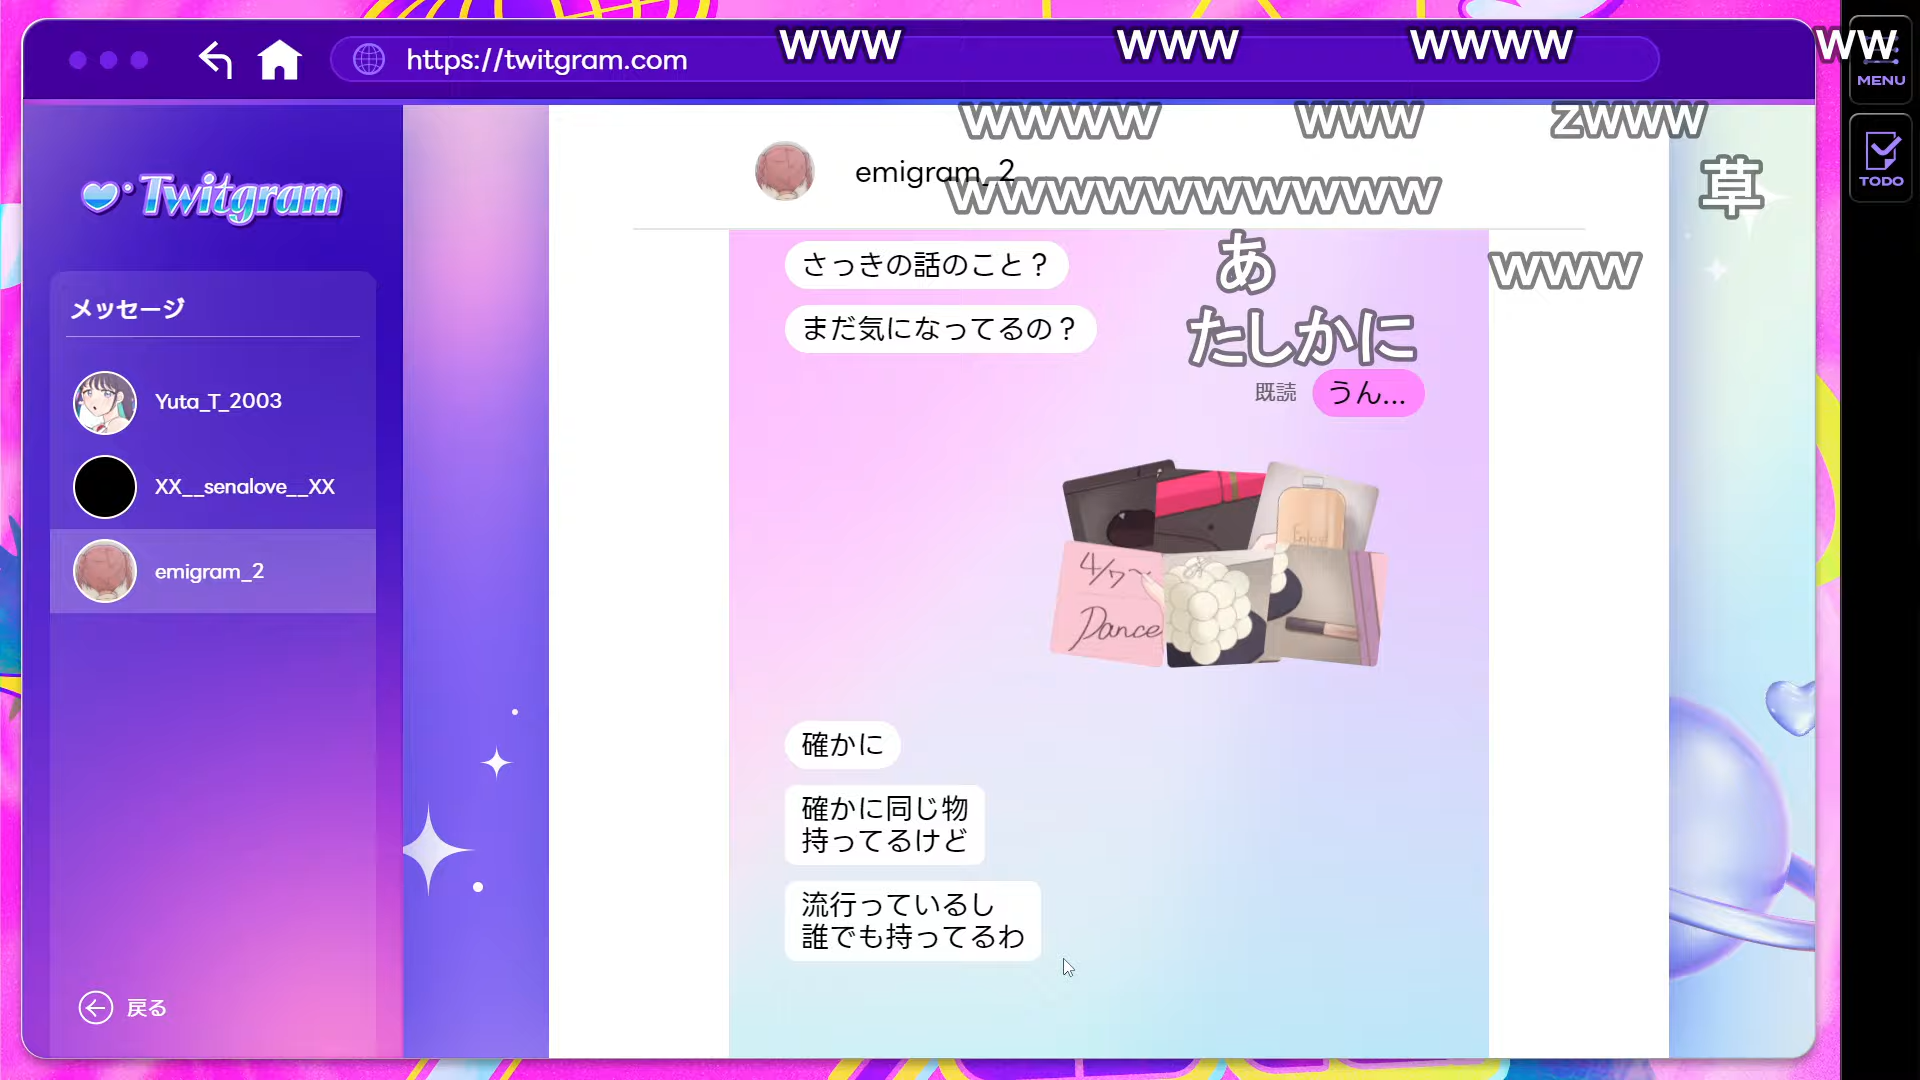 https://twitgram.com
www
www
wwww
ww
MENU
TODO
wwww
www
zwww
草
Twitgram
emigram_2
wwwwwwwwww
メッセージ
Yuta_T_2003
XX__senalove__XX
emigram_2
戻る
さっきの話のこと？
あ
www
まだ気になってるの？
たしかに
既読
うん...
Enjoy
4/7~
Dance
確かに
確かに同じ物
持ってるけど
流行っているし
誰でも持ってるわ